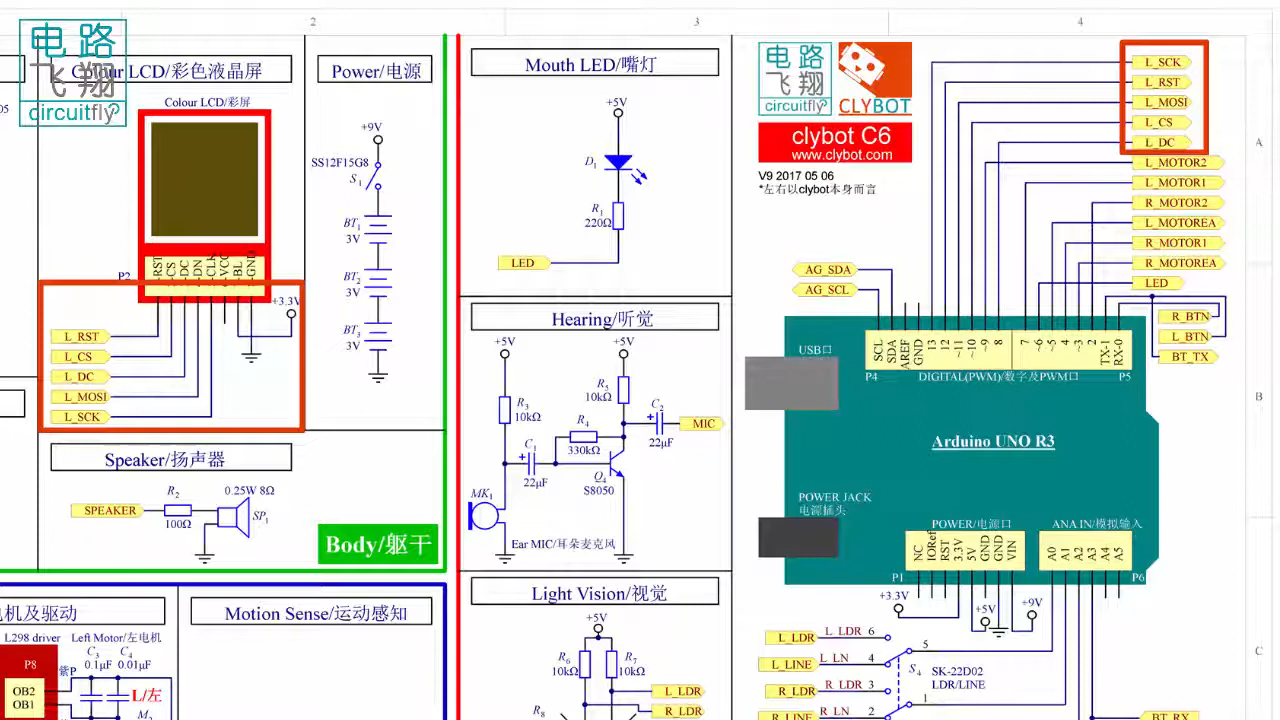 2
3
4
电路
飞翔
circuitfly
Colour LCD/彩色液晶屏
Colour LCD/彩屏
P2
RST
CS
DC
DN
CLK
VCC
BL
GND
+3.3V
L_RST
L_CS
L_DC
L_MOSI
L_SCK
Power/电源
+9V
SS12F15G8
S1
BT1
3V
BT2
3V
BT3
3V
Speaker/扬声器
SPEAKER
R2
100Ω
0.25W 8Ω
SP1
Body/躯干
电机及驱动
L298 driver
Left Motor/左电机
P8
紫P
C3
0.1μF
C4
0.01μF
OB2
OB1
L/左
M2
Motion Sense/运动感知
Mouth LED/嘴灯
+5V
D1
R1
220Ω
LED
Hearing/听觉
+5V
+5V
R3
10kΩ
R5
10kΩ
R4
330kΩ
C2
22μF
MIC
C1
22μF
Q4
S8050
MK1
Ear MIC/耳朵麦克风
Light Vision/视觉
+5V
R6
10kΩ
R7
10kΩ
L_LDR
R_LDR
R8
电路
飞翔
circuitfly
CLYBOT
clybot C6
www.clybot.com
V9 2017 05 06
*左右以clybot本身而言
L_SCK
L_RST
L_MOSI
L_CS
L_DC
L_MOTOR2
L_MOTOR1
R_MOTOR2
L_MOTOREA
R_MOTOR1
R_MOTOREA
LED
R_BTN
L_BTN
BT_TX
AG_SDA
AG_SCL
USB口
SCL
SDA
AREF
GND
13
12
~11
~10
~9
8
7
~6
~5
4
~3
2
TX-1
RX-0
P4
DIGITAL(PWM)/数字及PWM口
P5
Arduino UNO R3
POWER JACK
电源插头
POWER/电源口
ANA IN/模拟输入
NC
IORef
RST
3.3V
5V
GND
GND
VIN
A0
A1
A2
A3
A4
A5
P1
P6
+3.3V
+5V
+9V
L_LDR
L_LDR 6
L_LINE
L_LN 4
5
R_LDR
R_LDR 3
R_LINE
R_LN 2
1
S4
SK-22D02
LDR/LINE
BT_RX
A
B
C